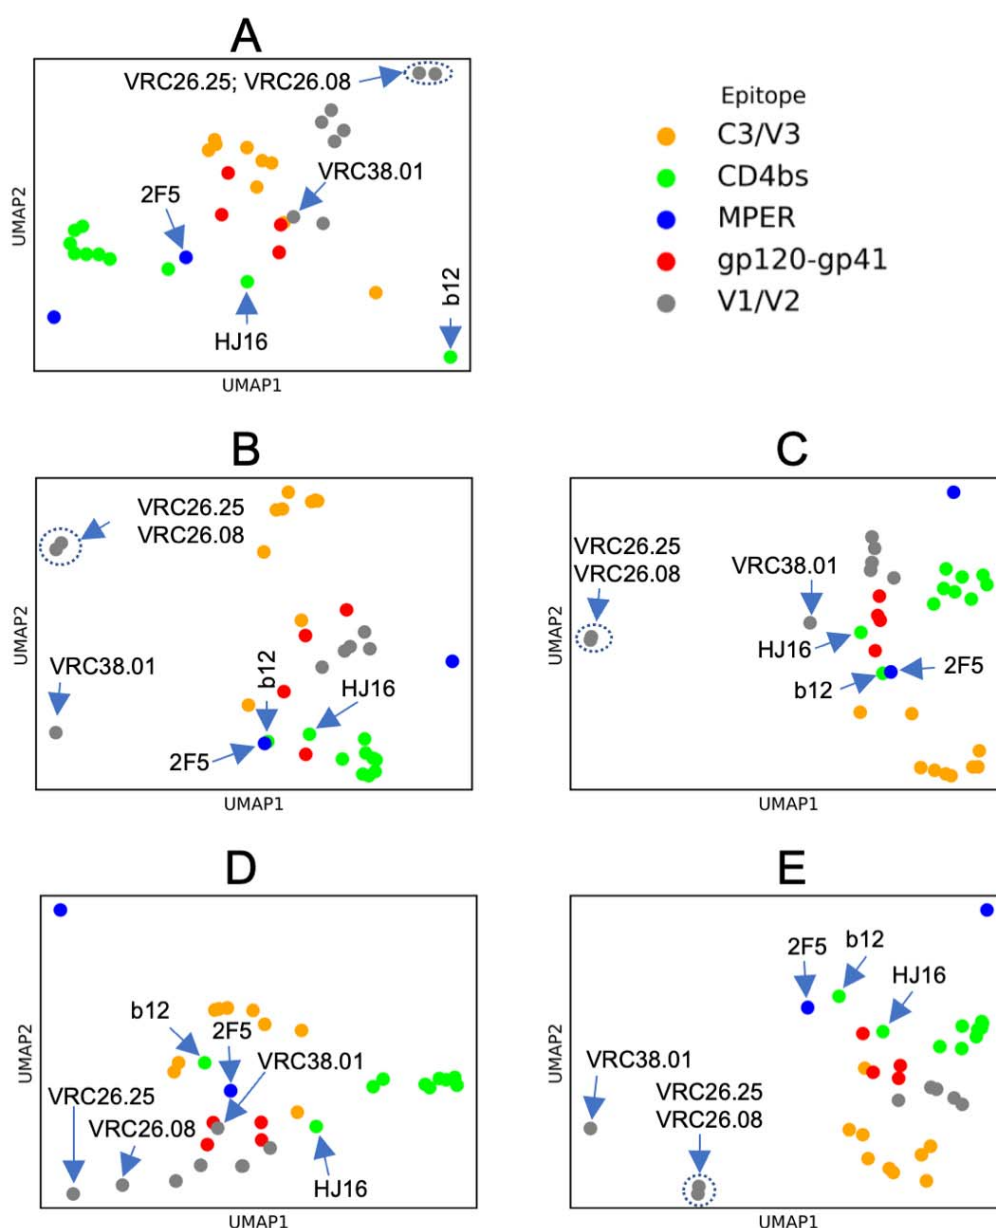 A
VRC26.25; VRC26.08
VRC38.01
2F5
b12
HJ16
UMAP2
UMAP1
Epitope
C3/V3
CD4bs
MPER
gp120-gp41
V1/V2
B
VRC26.25
VRC26.08
VRC38.01
b12
HJ16
2F5
UMAP2
UMAP1
C
VRC26.25
VRC26.08
VRC38.01
HJ16
2F5
b12
UMAP2
UMAP1
D
b12
2F5
VRC38.01
VRC26.25
VRC26.08
HJ16
UMAP2
UMAP1
E
2F5
b12
HJ16
VRC38.01
VRC26.25
VRC26.08
UMAP2
UMAP1